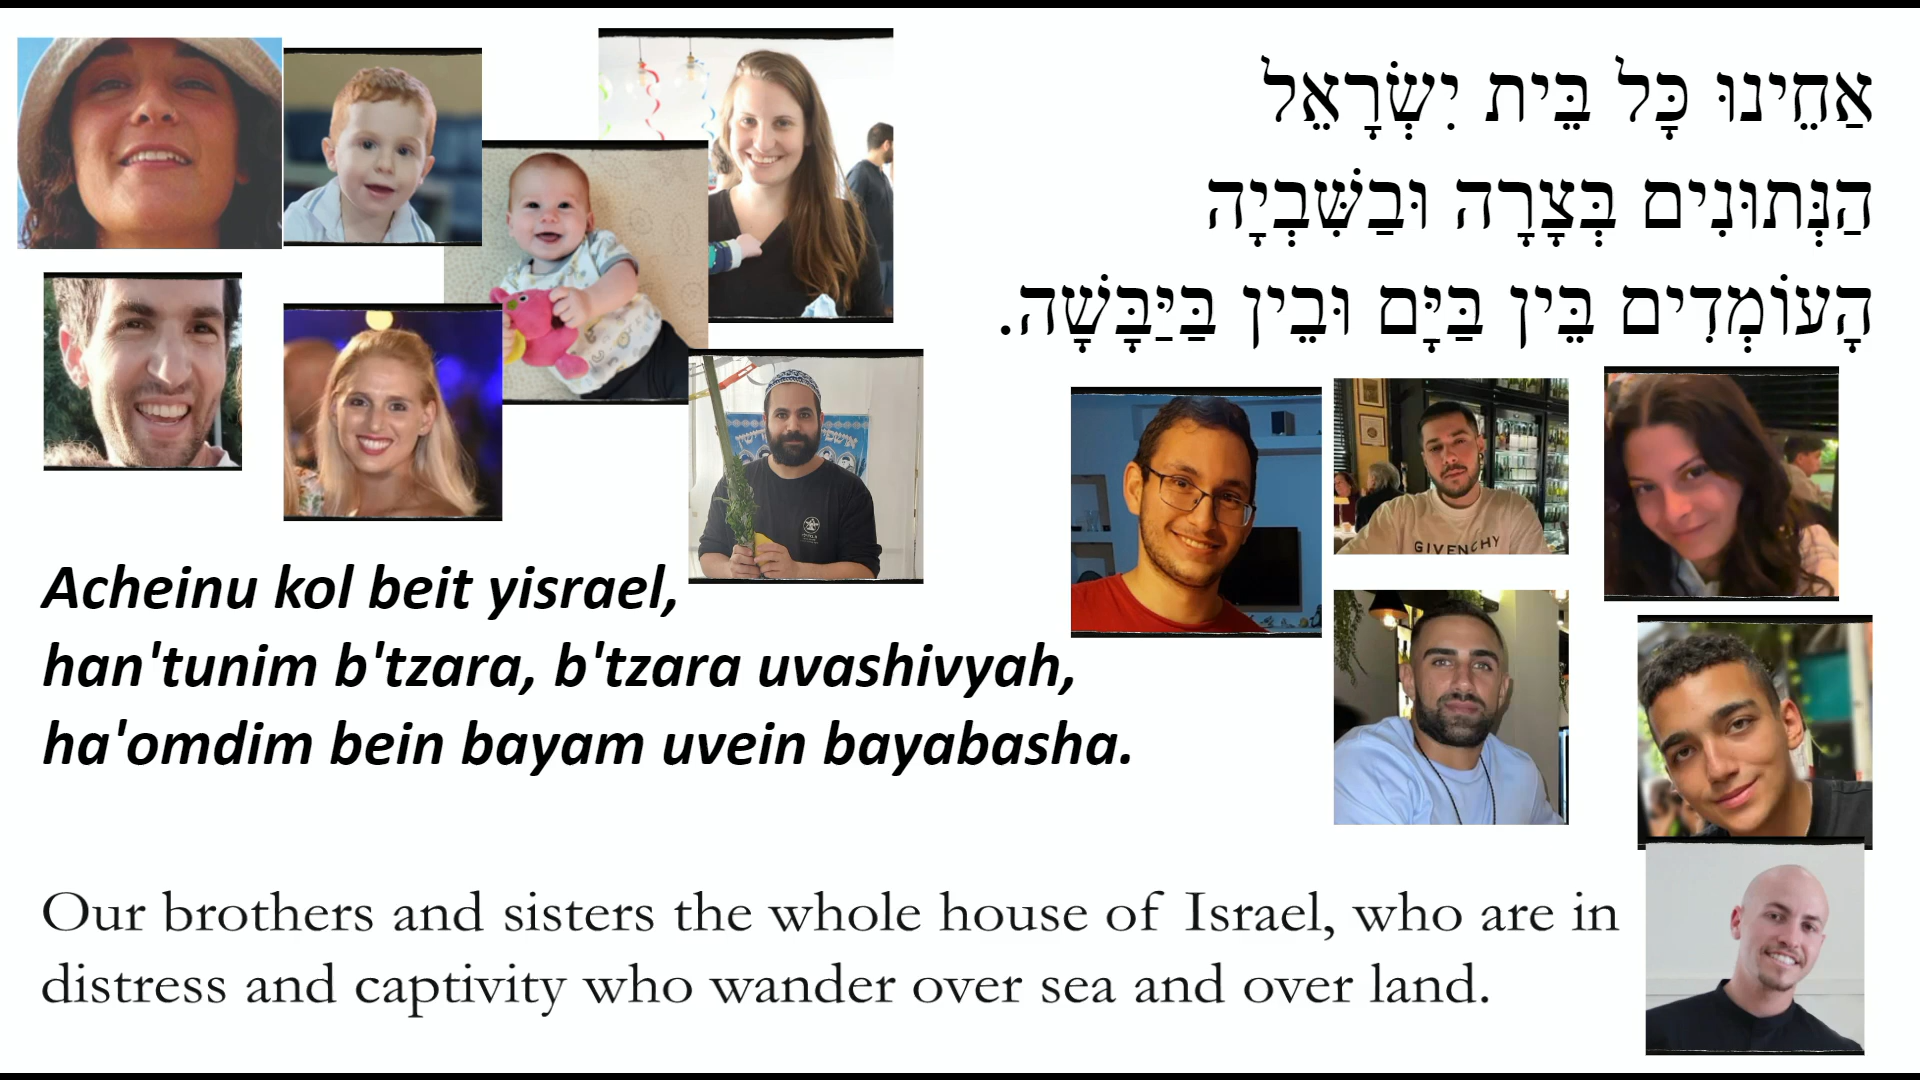 אַחֵינוּ כָּל בֵּית יִשְׂרָאֵל
הַנְּתוּנִים בְּצָרָה וּבַשִּׁבְיָה
הָעוֹמְדִים בֵּין בַּיָּם וּבֵין בַּיַּבָּשָׁה.
GIVENCHY
Acheinu kol beit yisrael,
han'tunim b'tzara, b'tzara uvashivyah,
ha'omdim bein bayam uvein bayabasha.
Our brothers and sisters the whole house of Israel, who are in
distress and captivity who wander over sea and over land.